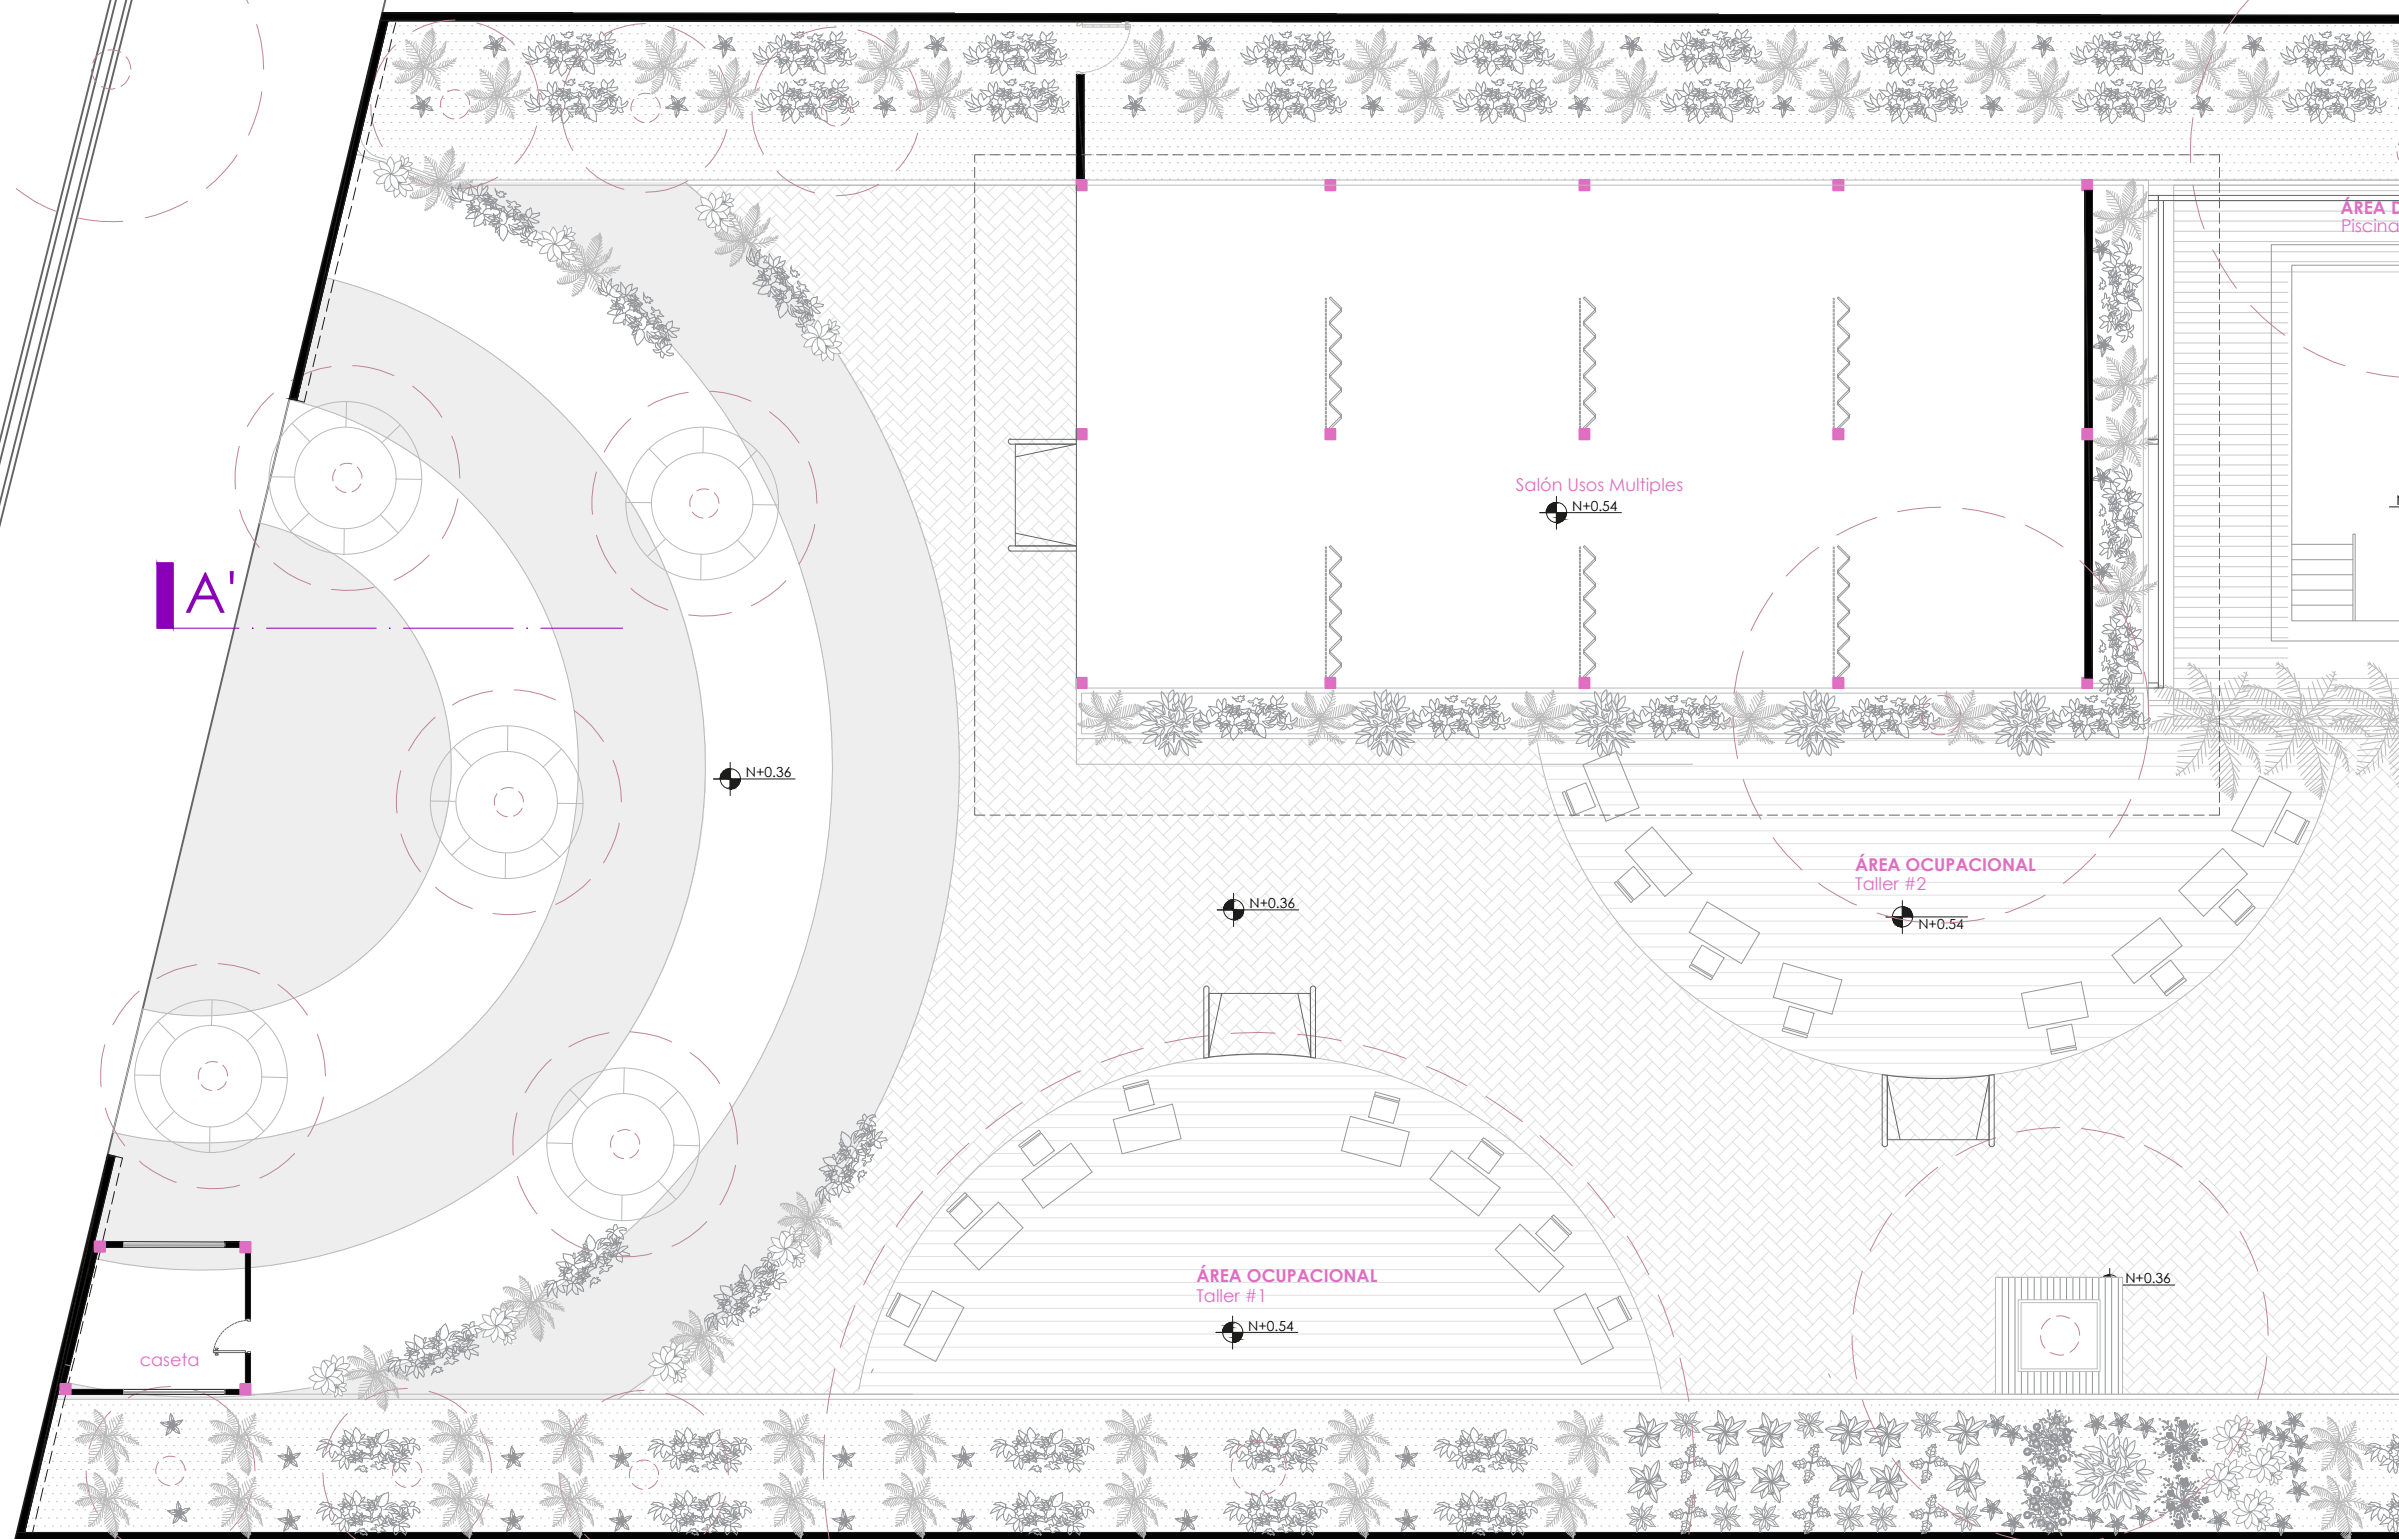 ÁREA D
Piscina
Salón Usos Multiples
N+0.54
A'
N+0.36
ÁREA OCUPACIONAL
Taller #2
N+0.54
N+0.36
ÁREA OCUPACIONAL
Taller #1
N+0.54
N+0.36
caseta